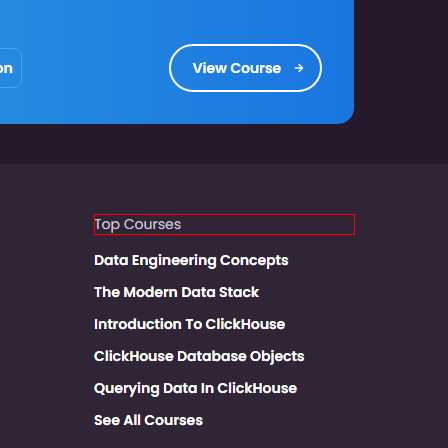 on
View Course
Top Courses
Data Engineering Concepts
The Modern Data Stack
Introduction To ClickHouse
ClickHouse Database Objects
Querying Data In ClickHouse
See All Courses